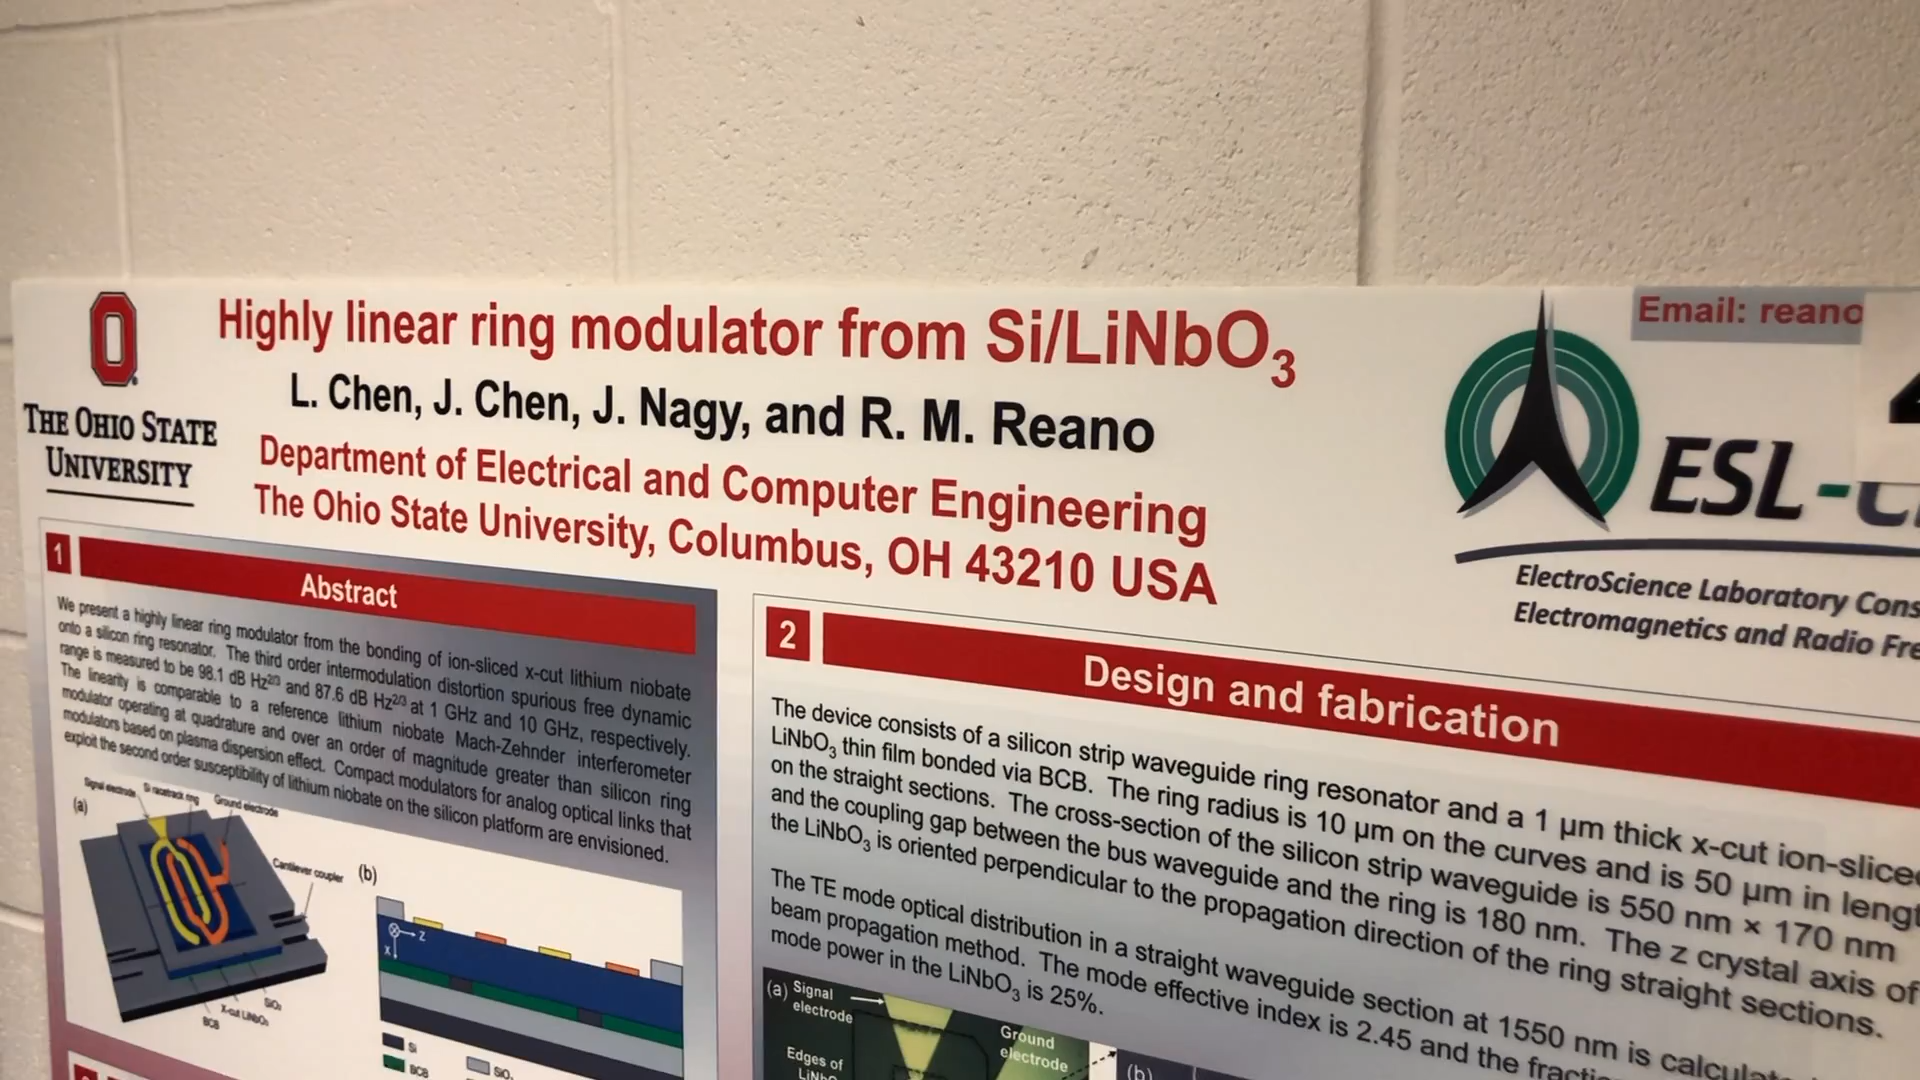 Highly linear ring modulator from Si/LiNbO3
L. Chen, J. Chen, J. Nagy, and R. M. Reano
Department of Electrical and Computer Engineering
The Ohio State University, Columbus, OH 43210 USA
O
THE OHIO STATE
UNIVERSITY
Email: reano
ESL-
ElectroScience Laboratory Cons
Electromagnetics and Radio Fre
1
Abstract
We present a highly linear ring modulator from the bonding of ion-sliced x-cut lithium niobate
onto a silicon ring resonator. The third order intermodulation distortion spurious free dynamic
range is measured to be 98.1 dB Hz2/3 and 87.6 dB Hz2/3 at 1 GHz and 10 GHz, respectively.
The linearity is comparable to a reference lithium niobate Mach-Zehnder interferometer
modulator operating at quadrature and over an order of magnitude greater than silicon ring
modulators based on plasma dispersion effect. Compact modulators for analog optical links that
exploit the second order susceptibility of lithium niobate on the silicon platform are envisioned.
(a)
Signal electrode
Si racetrack ring
Ground electrode
Cantilever coupler
SiO2
X-cut LiNbO3
BCB
(b)
Z
X
Si
BCB
SiO2
2
Design and fabrication
The device consists of a silicon strip waveguide ring resonator and a 1 μm thick x-cut ion-sliced
LiNbO3 thin film bonded via BCB. The ring radius is 10 μm on the curves and is 50 μm in lengt
on the straight sections. The cross-section of the silicon strip waveguide is 550 nm × 170 nm
and the coupling gap between the bus waveguide and the ring is 180 nm. The z crystal axis of
the LiNbO3 is oriented perpendicular to the propagation direction of the ring straight sections.
The TE mode optical distribution in a straight waveguide section at 1550 nm is calculat
beam propagation method. The mode effective index is 2.45 and the fractio
mode power in the LiNbO3 is 25%.
(a)
Signal
electrode
Ground
electrode
Edges of
LiNbO
(b)